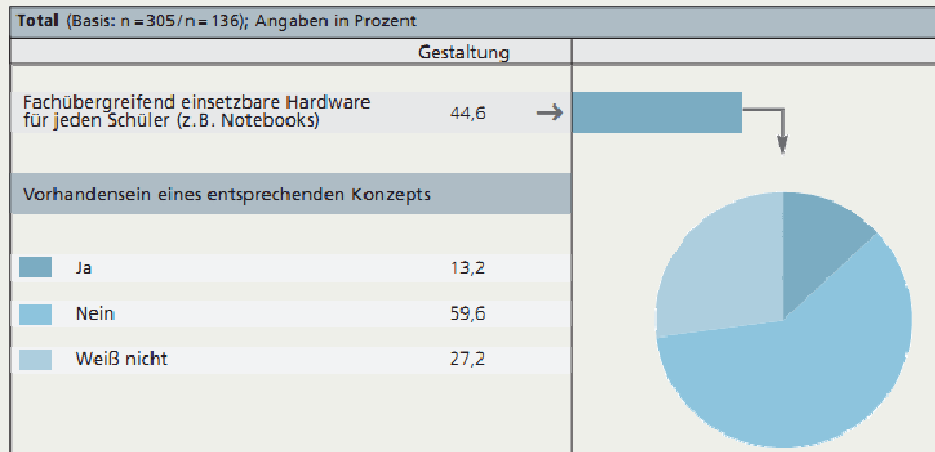 Total (Basis: n=305/n=136); Angaben in Prozent
Gestaltung
Fachübergreifend einsetzbare Hardware
für jeden Schüler (z.B. Notebooks) 44,6
Vorhandensein eines entsprechenden Konzepts
Ja 13,2
Nein 59,6
Weiß nicht 27,2